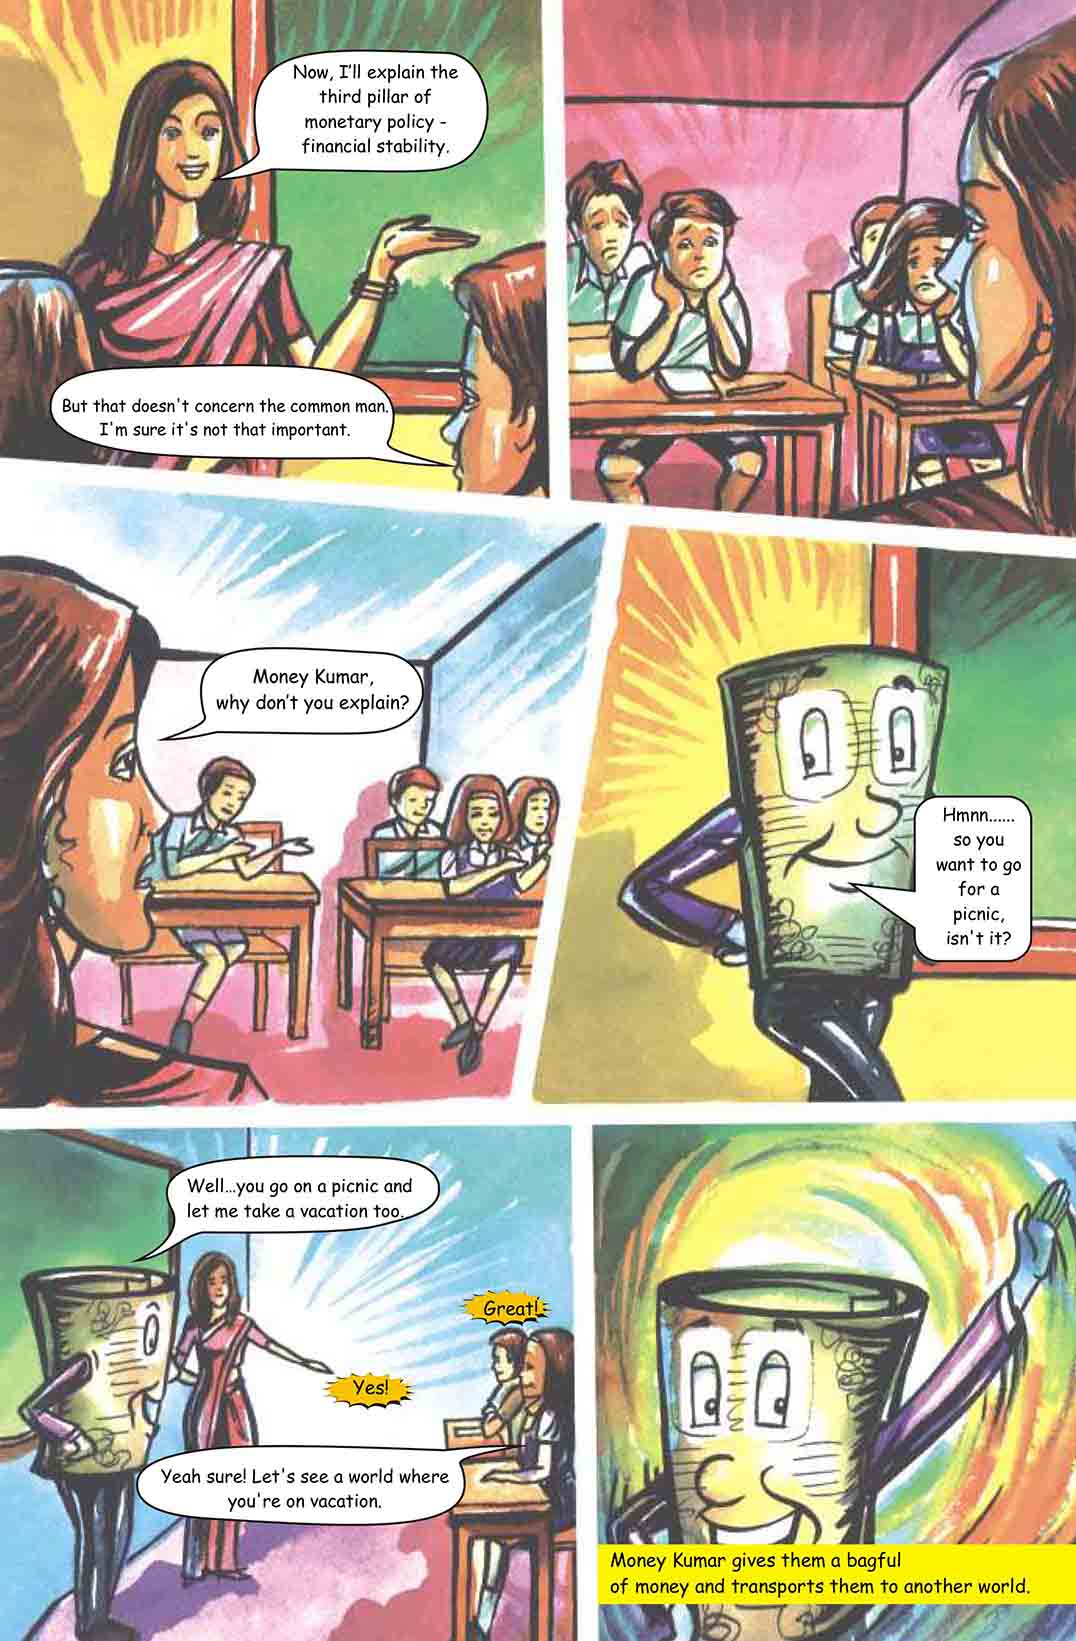 Now, I'll explain the
third pillar of
monetary policy -
financial stability.
But that doesn't concern the common man.
I'm sure it's not that important.
Money Kumar,
why don't you explain?
Hmnn......
so you
want to go
for a
picnic,
isn't it?
Well...you go on a picnic and
let me take a vacation too.
Great!
Yes!
Yeah sure! Let's see a world where
you're on vacation.
Money Kumar gives them a bagful
of money and transports them to another world.